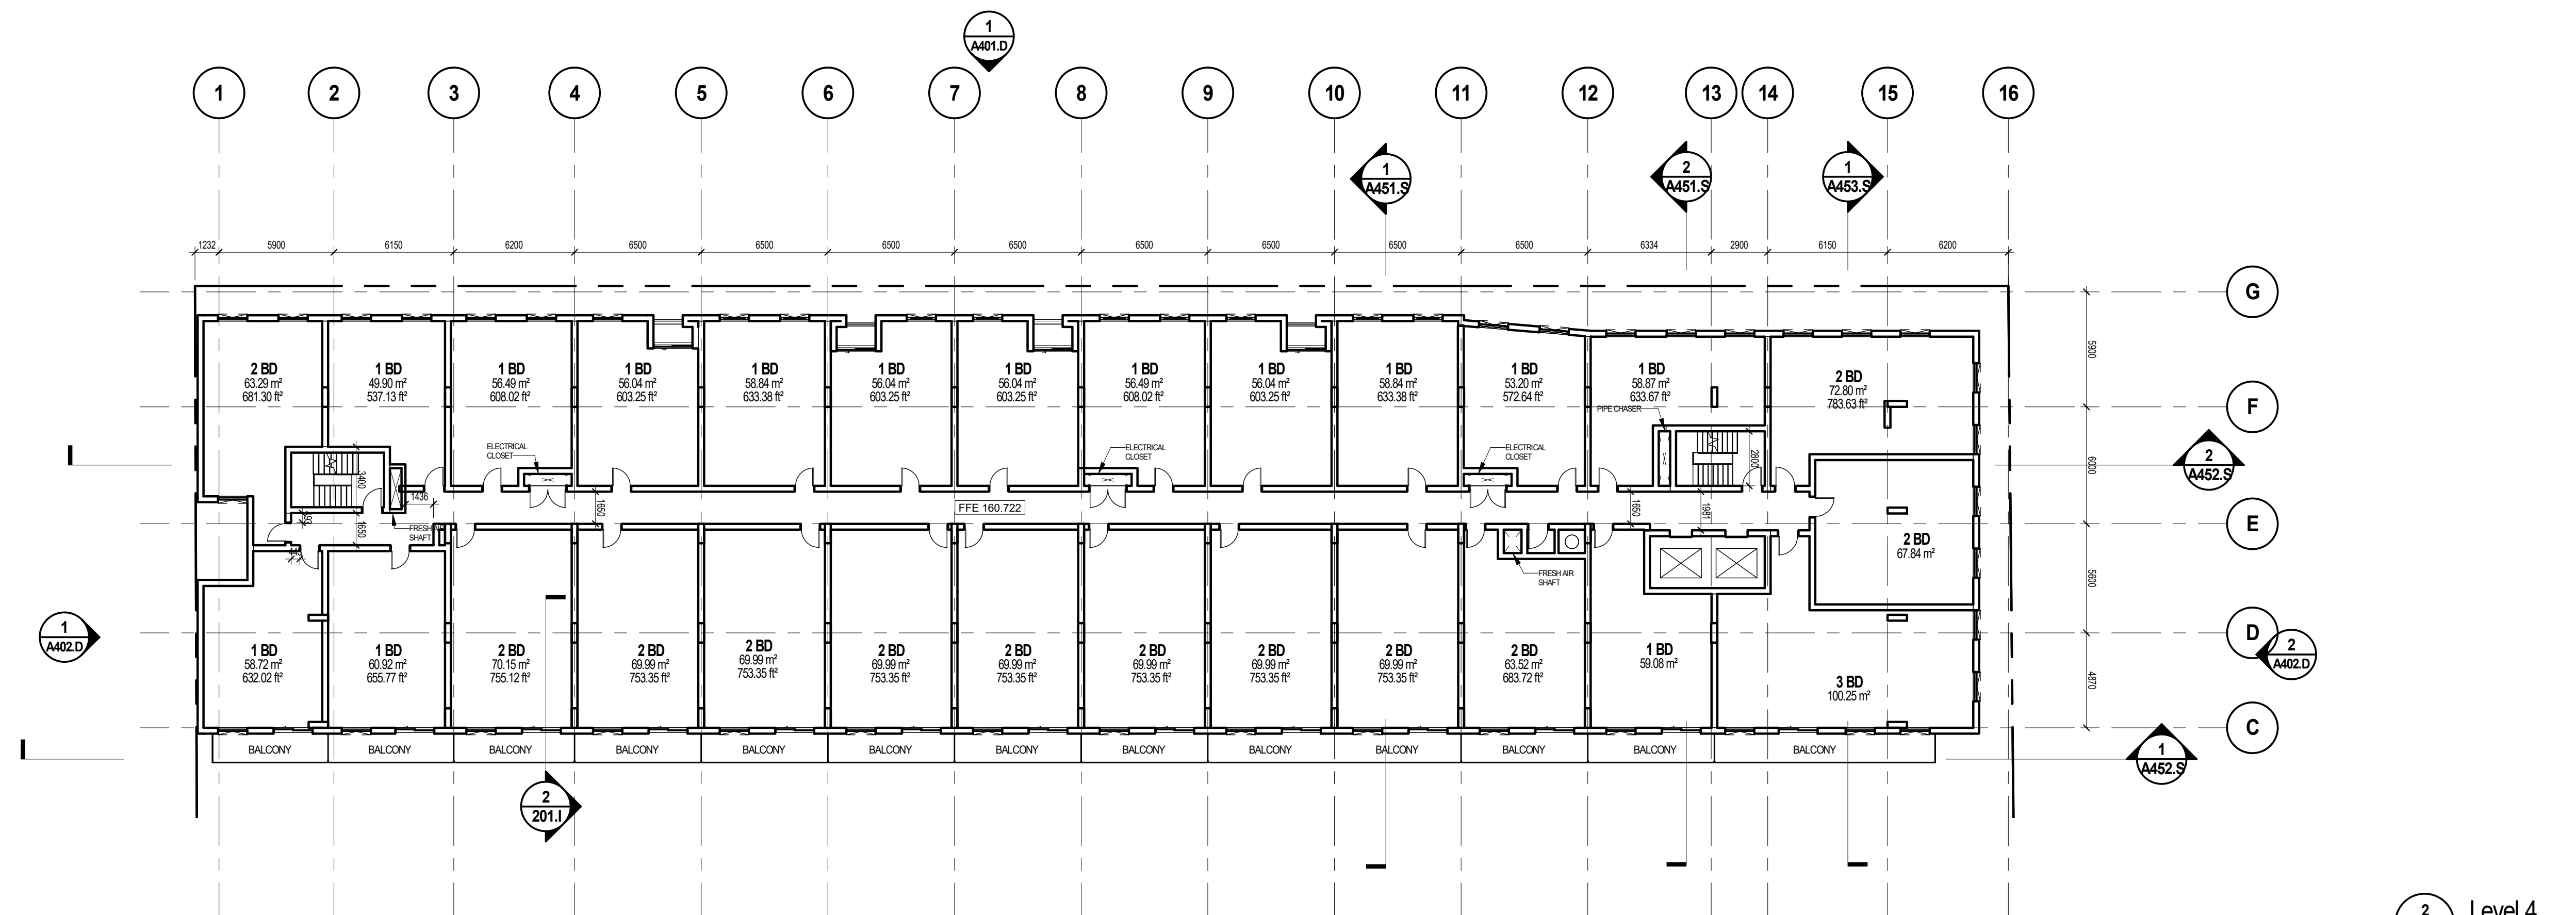 1
A401.D
1
2
3
4
5
6
7
8
9
10
11
12
13
14
15
16
1
A451.S
2
A451.S
1
A453.S
1232
5900
6150
6200
6500
6500
6500
6500
6500
6500
6500
6500
6334
2900
6150
6200
G
5900
F
6000
2
A452.S
E
5600
D
2
A402.D
4870
C
1
A452.S
2 BD
63.29 m²
681.30 ft²
1 BD
49.90 m²
537.13 ft²
1 BD
56.49 m²
608.02 ft²
1 BD
56.04 m²
603.25 ft²
1 BD
58.84 m²
633.38 ft²
1 BD
56.04 m²
603.25 ft²
1 BD
56.04 m²
603.25 ft²
1 BD
56.49 m²
608.02 ft²
1 BD
56.04 m²
603.25 ft²
1 BD
58.84 m²
633.38 ft²
1 BD
53.20 m²
572.64 ft²
1 BD
58.87 m²
633.67 ft²
2 BD
72.80 m²
783.63 ft²
PIPE CHASER
ELECTRICAL
CLOSET
ELECTRICAL
CLOSET
ELECTRICAL
CLOSET
2400
1436
1650
FRESH AIR
SHAFT
1650
FFE 160.722
1650
1981
2800
FRESH AIR
SHAFT
2 BD
67.84 m²
1
A402.D
1 BD
58.72 m²
632.02 ft²
1 BD
60.92 m²
655.77 ft²
2 BD
70.15 m²
755.12 ft²
2 BD
69.99 m²
753.35 ft²
2 BD
69.99 m²
753.35 ft²
2 BD
69.99 m²
753.35 ft²
2 BD
69.99 m²
753.35 ft²
2 BD
69.99 m²
753.35 ft²
2 BD
69.99 m²
753.35 ft²
2 BD
69.99 m²
753.35 ft²
2 BD
63.52 m²
683.72 ft²
1 BD
59.08 m²
3 BD
100.25 m²
BALCONY
BALCONY
BALCONY
BALCONY
BALCONY
BALCONY
BALCONY
BALCONY
BALCONY
BALCONY
BALCONY
BALCONY
BALCONY
2
201.I
2
Level 4